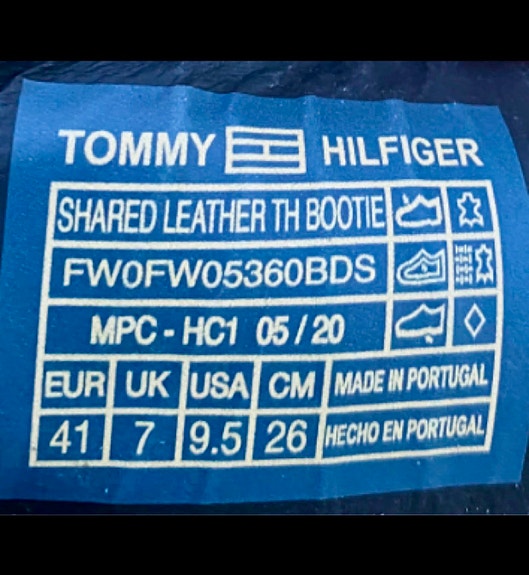 TOMMY HILFIGER
SHARED LEATHER TH BOOTIE
FW0FW05360BDS
MPC - HC1 05/20
EUR UK USA CM MADE IN PORTUGAL
41 7 9.5 26 HECHO EN PORTUGAL